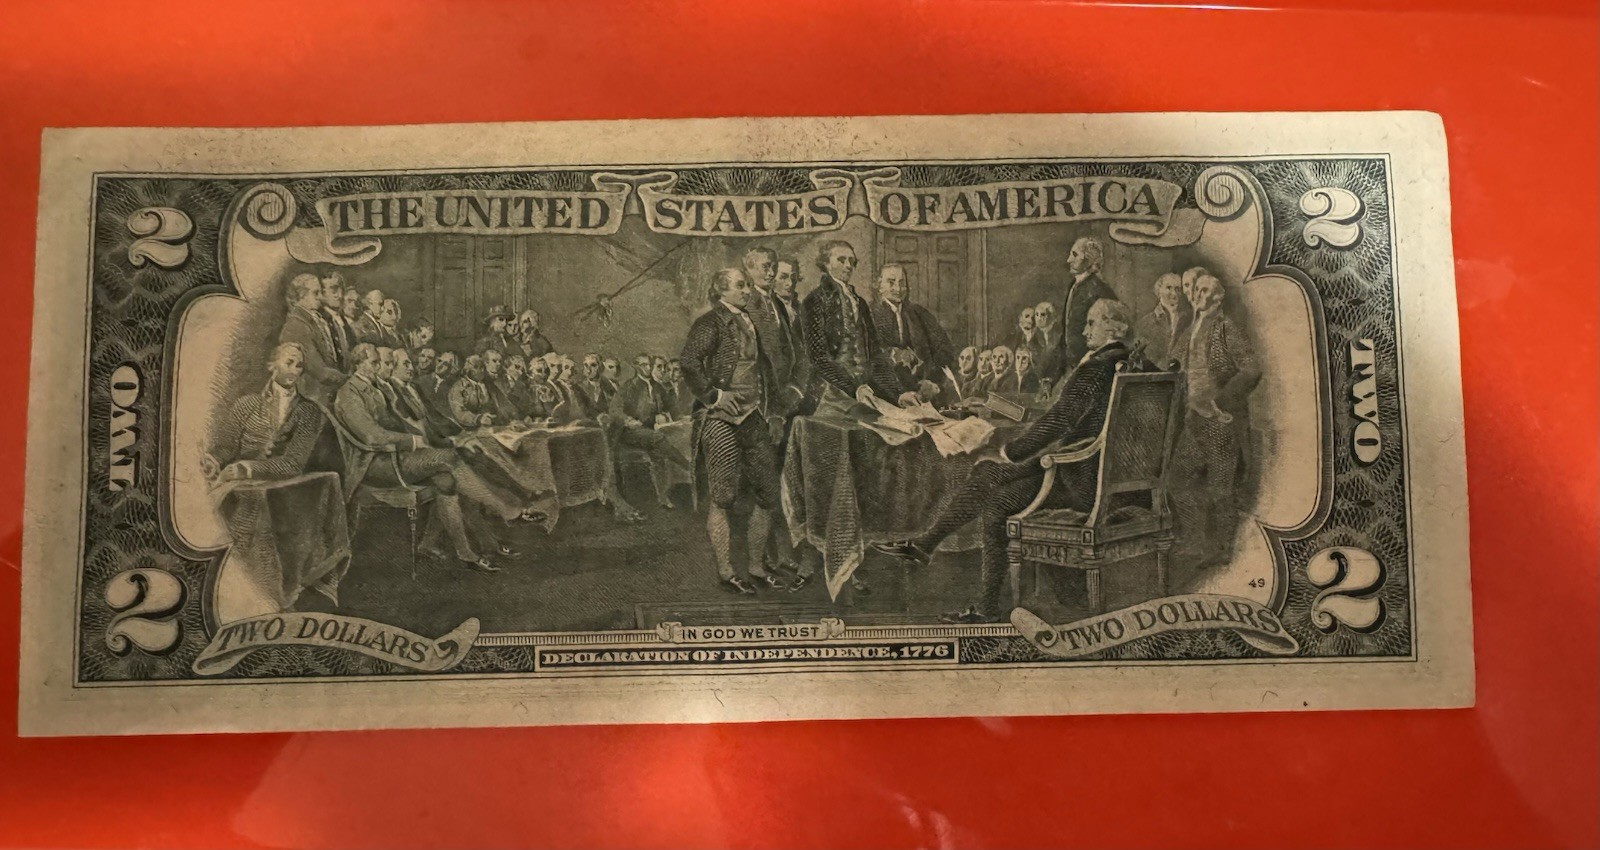 THE UNITED STATES OF AMERICA
2
2
TWO
TWO
49
2
2
TWO DOLLARS
IN GOD WE TRUST
TWO DOLLARS
DECLARATION OF INDEPENDENCE, 1776